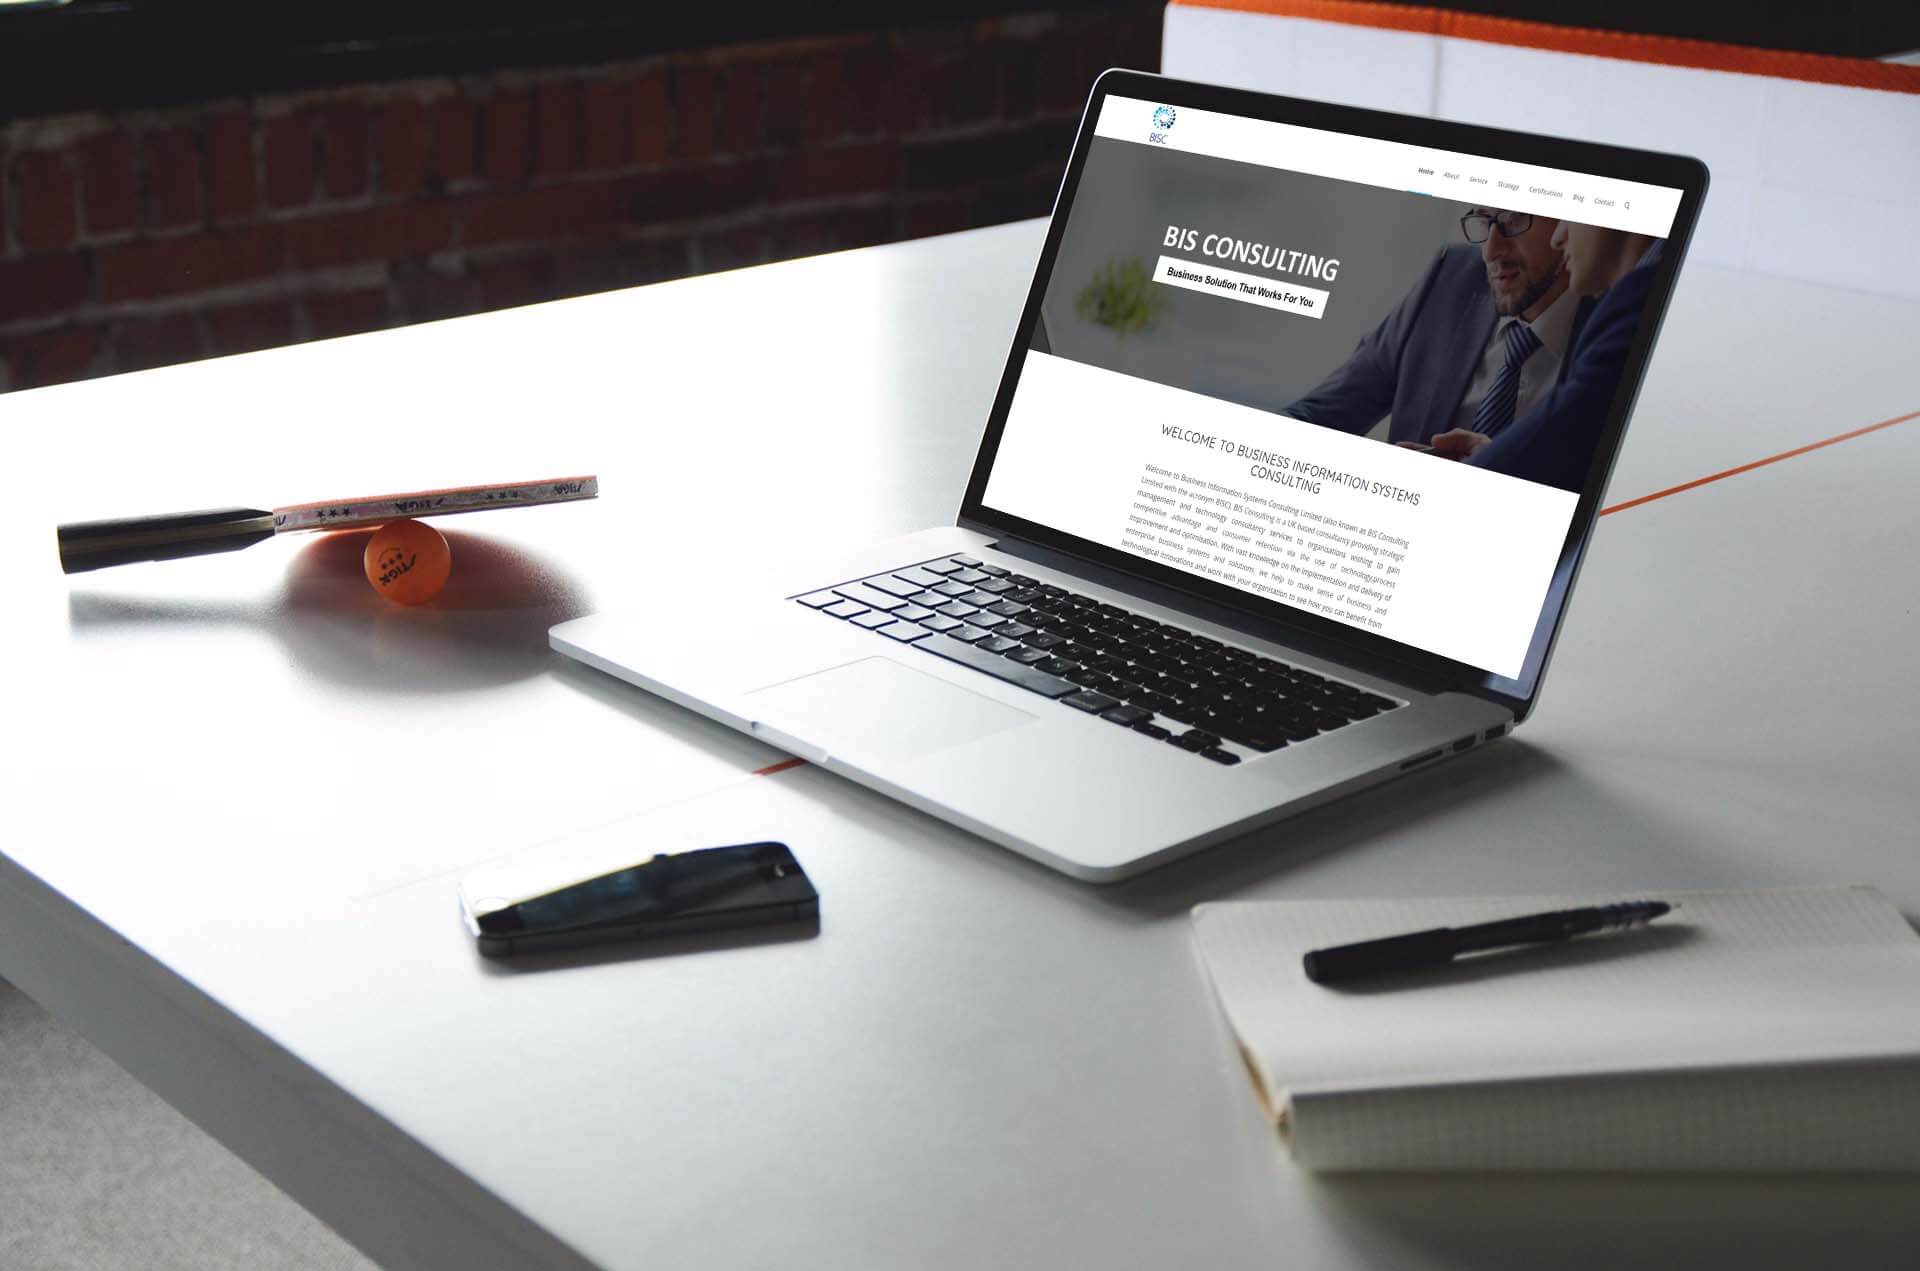 BISC
Home About Service Strategy Certifications Blog Contact
BIS CONSULTING
Business Solution That Works For You
WELCOME TO BUSINESS INFORMATION SYSTEMS
CONSULTING
Welcome to Business Information Systems Consulting Limited (also known as BIS Consulting
Limited with the acronym BISC). BIS Consulting is a UK based consultancy providing strategic
management and technology consultancy services to organisations wishing to gain
competitive advantage and consumer retention via the use of technology,process
improvement and optimisation. With vast knowledge on the implementation and delivery of
enterprise business systems and solutions, we help to make sense of business and
technological innovations and work with your organisation to see how you can benefit from
STIGA
STIGA
STIGA